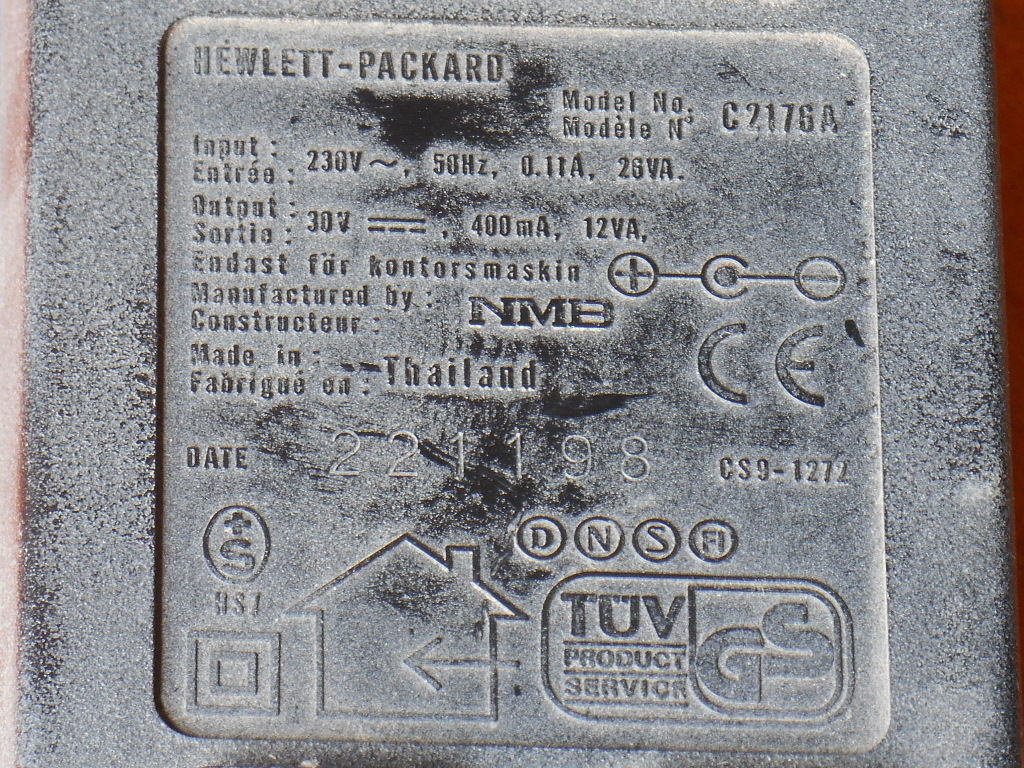 HEWLETT-PACKARD
Model No. C2176A
Modèle N°
Input : 230V ~, 50Hz, 0.11A, 26VA.
Entrée :
Output : 30V ⎓, 400mA, 12VA,
Sortie :
Endast för kontorsmaskin
Manufactured by : NMB
Constructeur :
Made in : Thailand
Fabriqué en :
DATE 221198 CS9-1272
D N S FI
+S
TÜV
PRODUCT
SERVICE
GS
CE